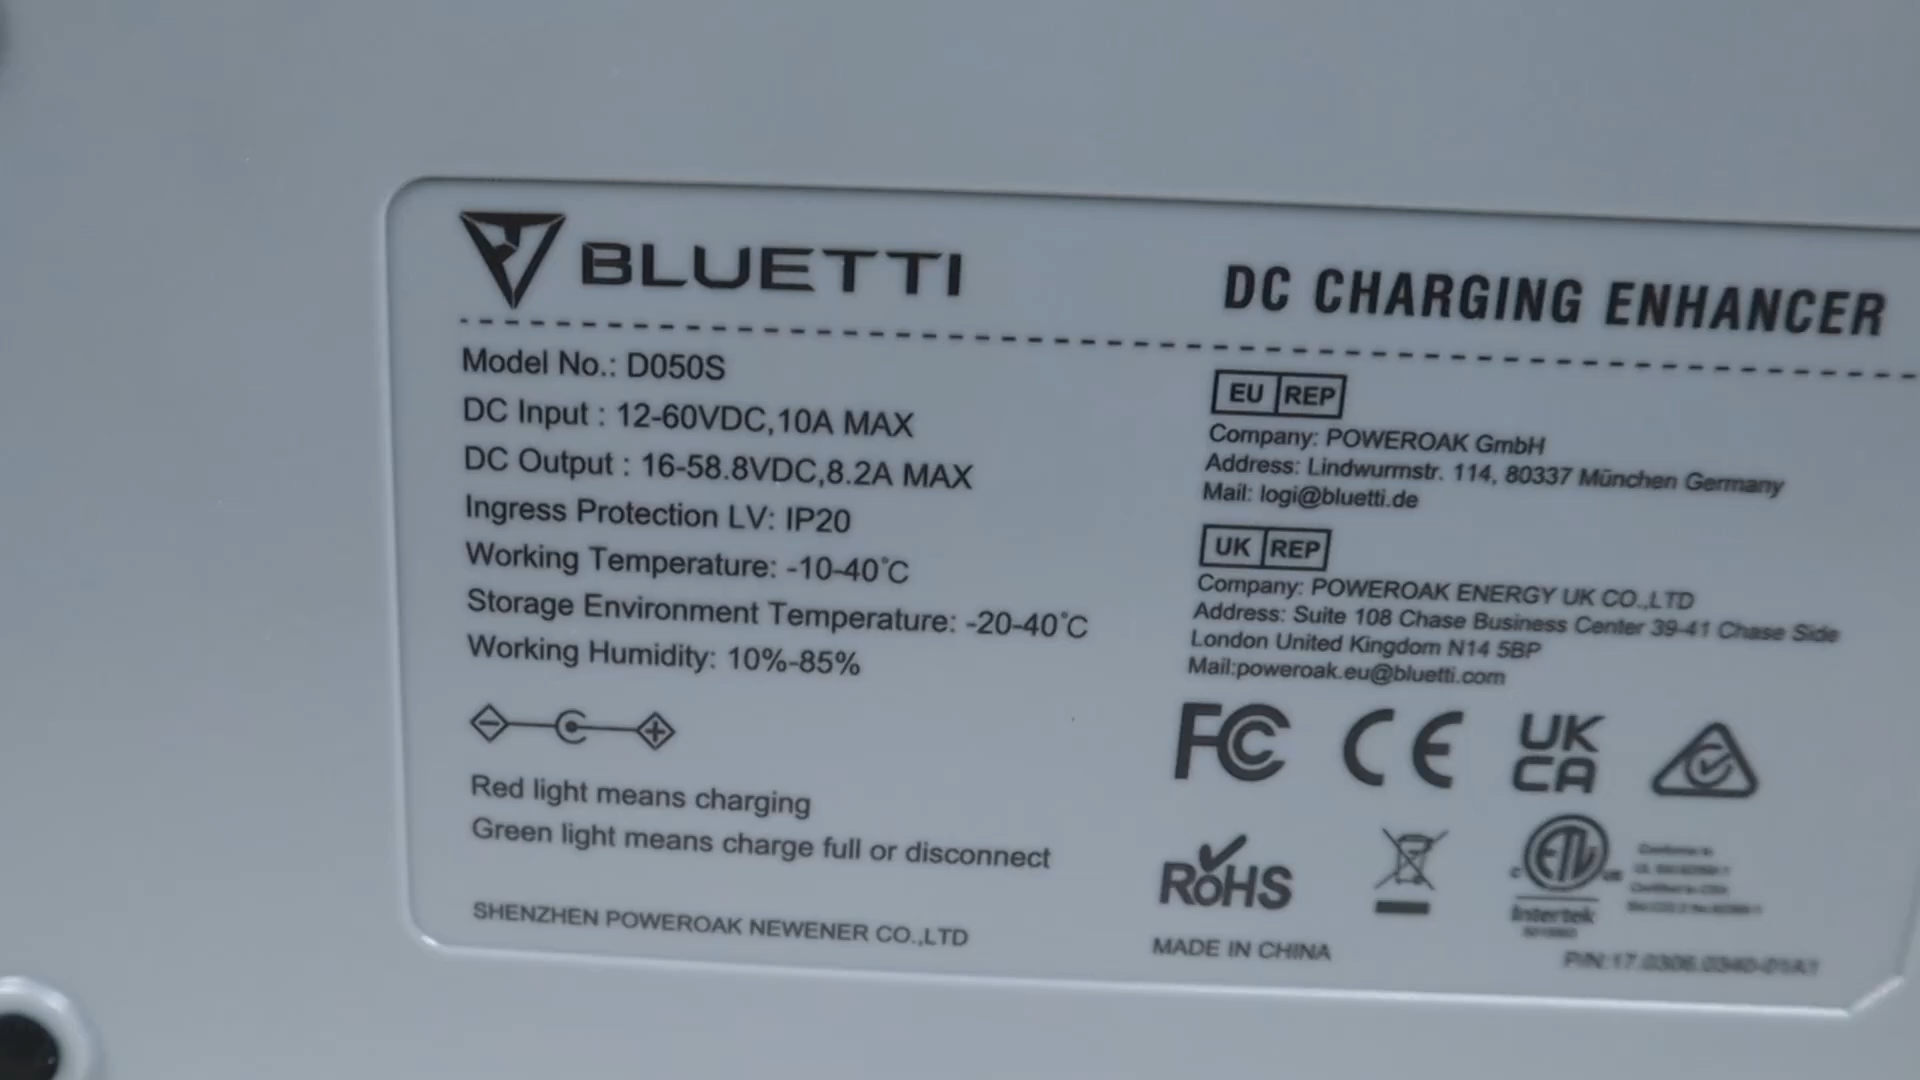 BLUETTI
DC CHARGING ENHANCER
Model No.: D050S
DC Input : 12-60VDC,10A MAX
DC Output : 16-58.8VDC,8.2A MAX
Ingress Protection LV: IP20
Working Temperature: -10-40°C
Storage Environment Temperature: -20-40°C
Working Humidity: 10%-85%
Red light means charging
Green light means charge full or disconnect
SHENZHEN POWEROAK NEWENER CO.,LTD
EU REP
Company: POWEROAK GmbH
Address: Lindwurmstr. 114, 80337 München Germany
Mail: logi@bluetti.de
UK REP
Company: POWEROAK ENERGY UK CO.,LTD
Address: Suite 108 Chase Business Center 39-41 Chase Side
London United Kingdom N14 5BP
Mail:poweroak.eu@bluetti.com
FC CE UK
CA
RoHS
ETL
Intertek
MADE IN CHINA
P/N:17.0306.0340-01A1